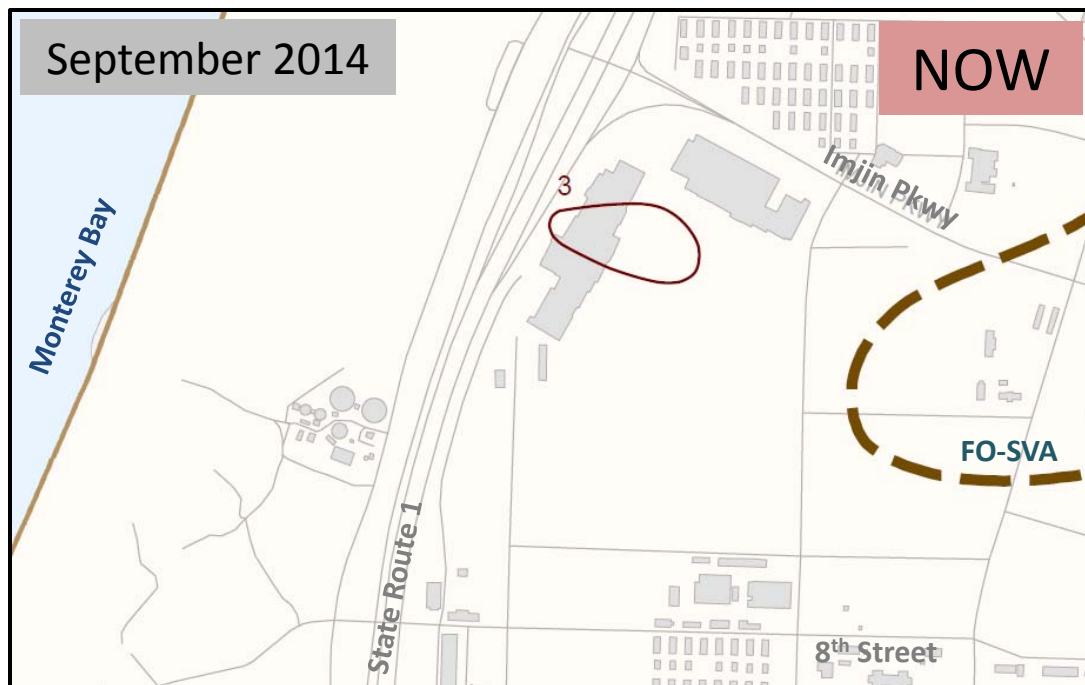 September 2014
NOW
3
Imjin Pkwy
Monterey Bay
FO-SVA
State Route 1
8th Street